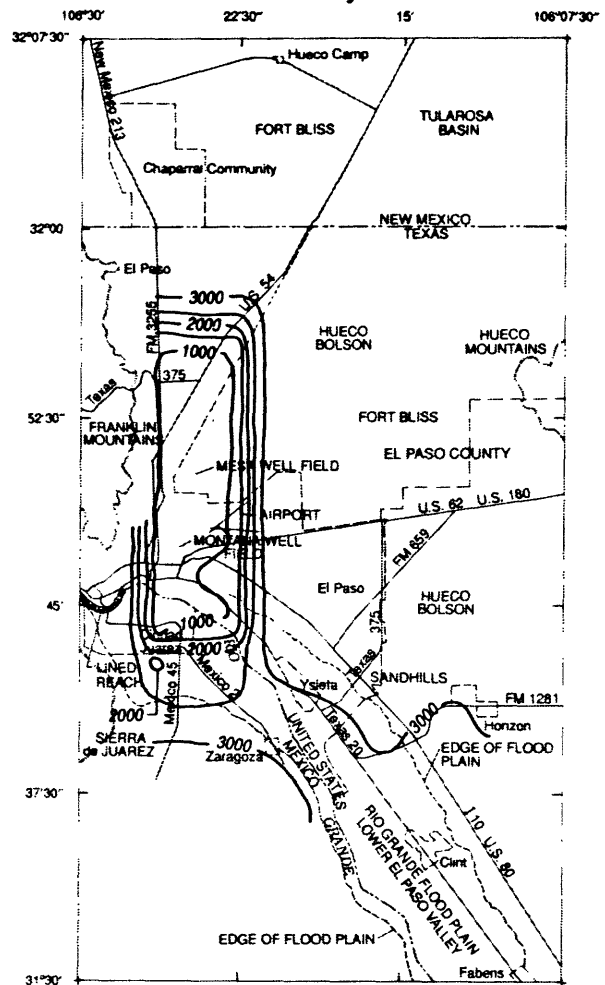 106°30'
22'30"
15'
106°07'30"
32°07'30"
Hueco Camp
New Mexico 213
FORT BLISS
TULAROSA
BASIN
Chaparral Community
32°00'
NEW MEXICO
TEXAS
El Paso
3000
U.S. 54
FM 3255
2000
HUECO
BOLSON
HUECO
MOUNTAINS
1000
375
Texas
52'30"
FRANKLIN
MOUNTAINS
FORT BLISS
EL PASO COUNTY
MESA WELL FIELD
U.S. 62
U.S. 180
AIRPORT
MONTANA WELL
FIELD
FM 659
El Paso
HUECO
BOLSON
45'
1000
375
Juarez
2000
RIO
LINED
REACH
Mexico 45
Mexico 2
Texas
SANDHILLS
Ysleta
FM 1281
2000
3000
Horizon
Texas 20
SIERRA
de JUAREZ
3000
Zaragoza
UNITED STATES
MEXICO
EDGE OF FLOOD
PLAIN
37'30"
GRANDE
I 10
U.S. 80
RIO GRANDE FLOOD PLAIN
LOWER EL PASO VALLEY
Clint
EDGE OF FLOOD PLAIN
Fabens
31°30'